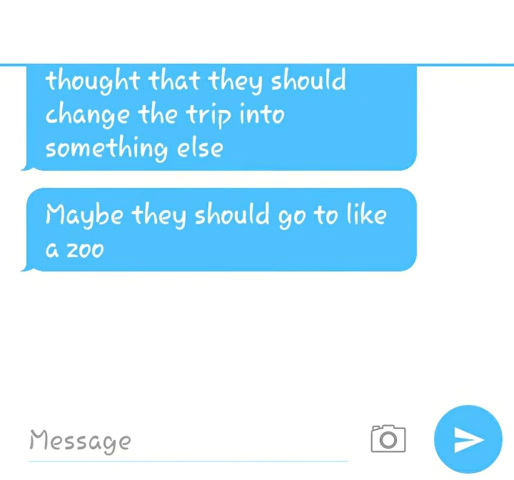 thought that they should
change the trip into
something else
Maybe they should go to like
a zoo
Message